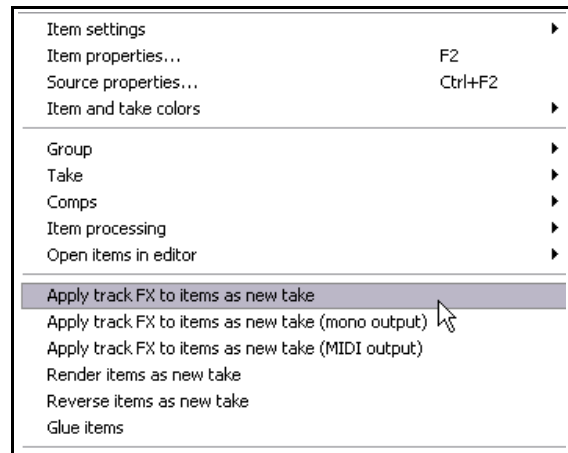 Item settings
Item properties... F2
Source properties... Ctrl+F2
Item and take colors
Group
Take
Comps
Item processing
Open items in editor
Apply track FX to items as new take
Apply track FX to items as new take (mono output)
Apply track FX to items as new take (MIDI output)
Render items as new take
Reverse items as new take
Glue items